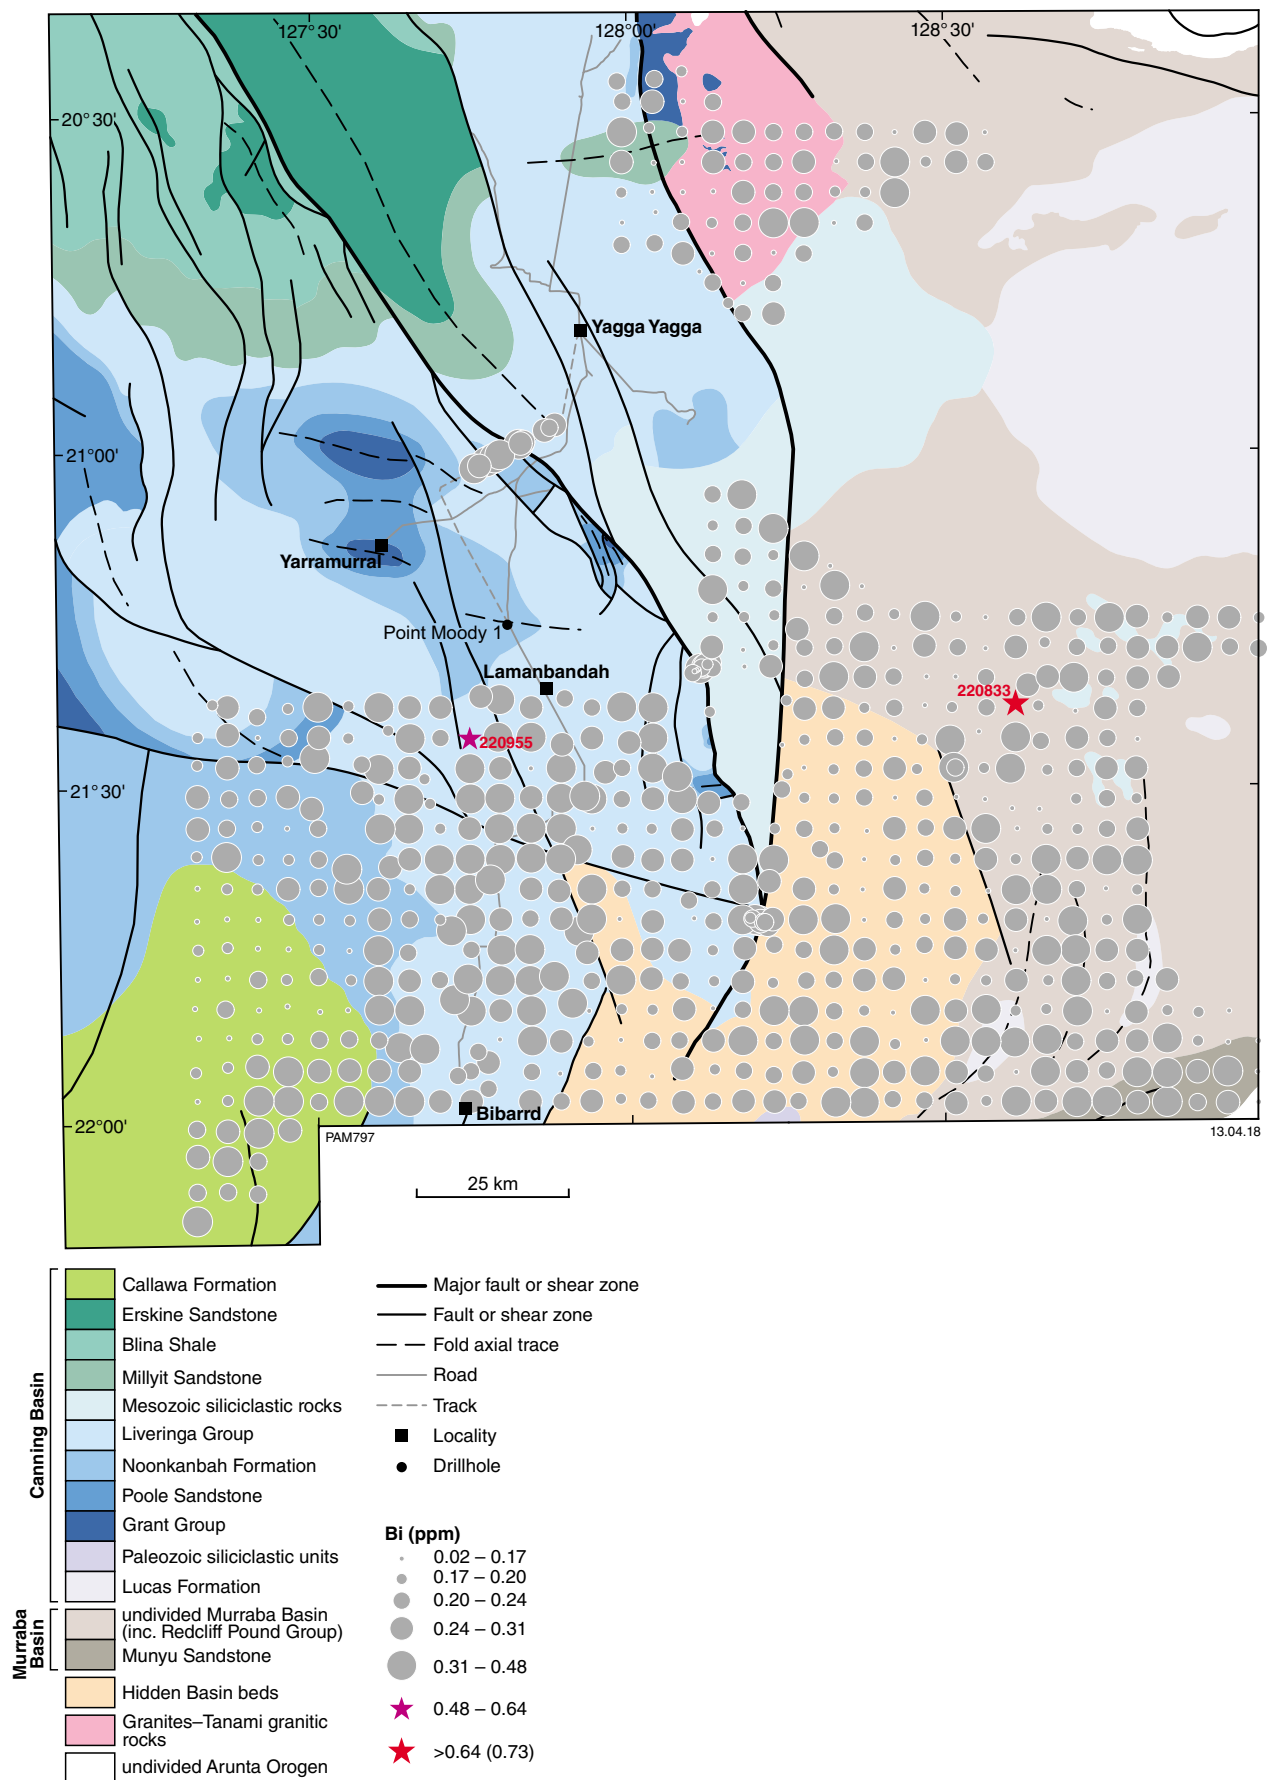 127°30'
128°00'
128°30'
20°30'
Yagga Yagga
21°00'
Yarramurral
Point Moody 1
Lamanbandah
220833
220955
21°30'
Bibarrd
22°00'
PAM797
13.04.18
25 km
Canning Basin
Callawa Formation
Erskine Sandstone
Blina Shale
Millyit Sandstone
Mesozoic siliciclastic rocks
Liveringa Group
Noonkanbah Formation
Poole Sandstone
Grant Group
Paleozoic siliciclastic units
Lucas Formation
Murraba
Basin
undivided Murraba Basin
(inc. Redcliff Pound Group)
Munyu Sandstone
Hidden Basin beds
Granites–Tanami granitic
rocks
undivided Arunta Orogen
Major fault or shear zone
Fault or shear zone
Fold axial trace
Road
Track
Locality
Drillhole
Bi (ppm)
0.02 – 0.17
0.17 – 0.20
0.20 – 0.24
0.24 – 0.31
0.31 – 0.48
0.48 – 0.64
>0.64 (0.73)